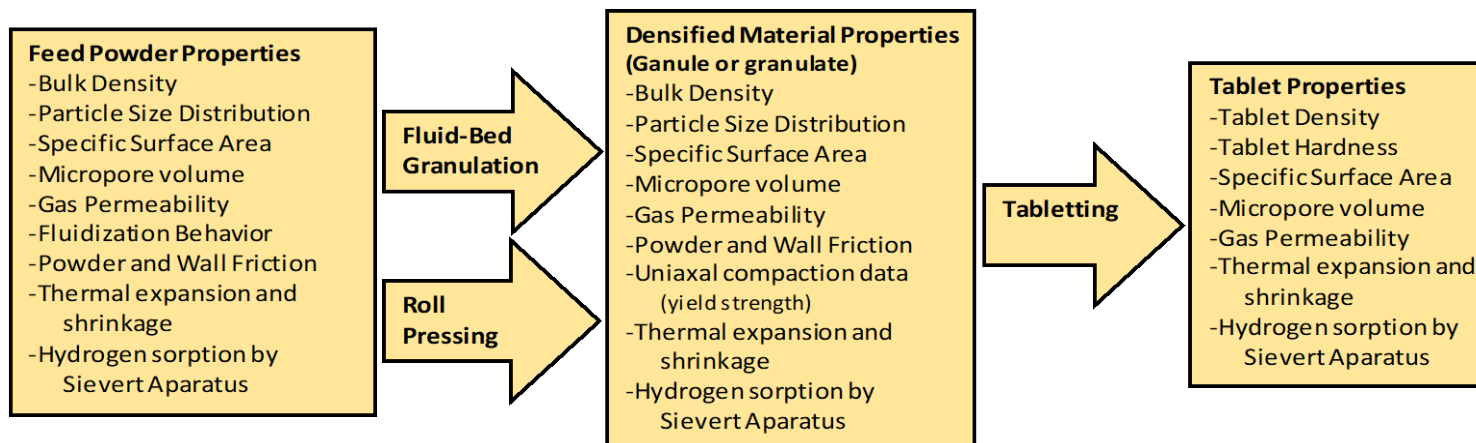 Feed Powder Properties
-Bulk Density
-Particle Size Distribution
-Specific Surface Area
-Micropore volume
-Gas Permeability
-Fluidization Behavior
-Powder and Wall Friction
-Thermal expansion and
shrinkage
-Hydrogen sorption by
Sievert Aparatus
Fluid-Bed
Granulation
Roll
Pressing
Densified Material Properties
(Ganule or granulate)
-Bulk Density
-Particle Size Distribution
-Specific Surface Area
-Micropore volume
-Gas Permeability
-Powder and Wall Friction
-Uniaxal compaction data
(yield strength)
-Thermal expansion and
shrinkage
-Hydrogen sorption by
Sievert Aparatus
Tabletting
Tablet Properties
-Tablet Density
-Tablet Hardness
-Specific Surface Area
-Micropore volume
-Gas Permeability
-Thermal expansion and
shrinkage
-Hydrogen sorption by
Sievert Aparatus